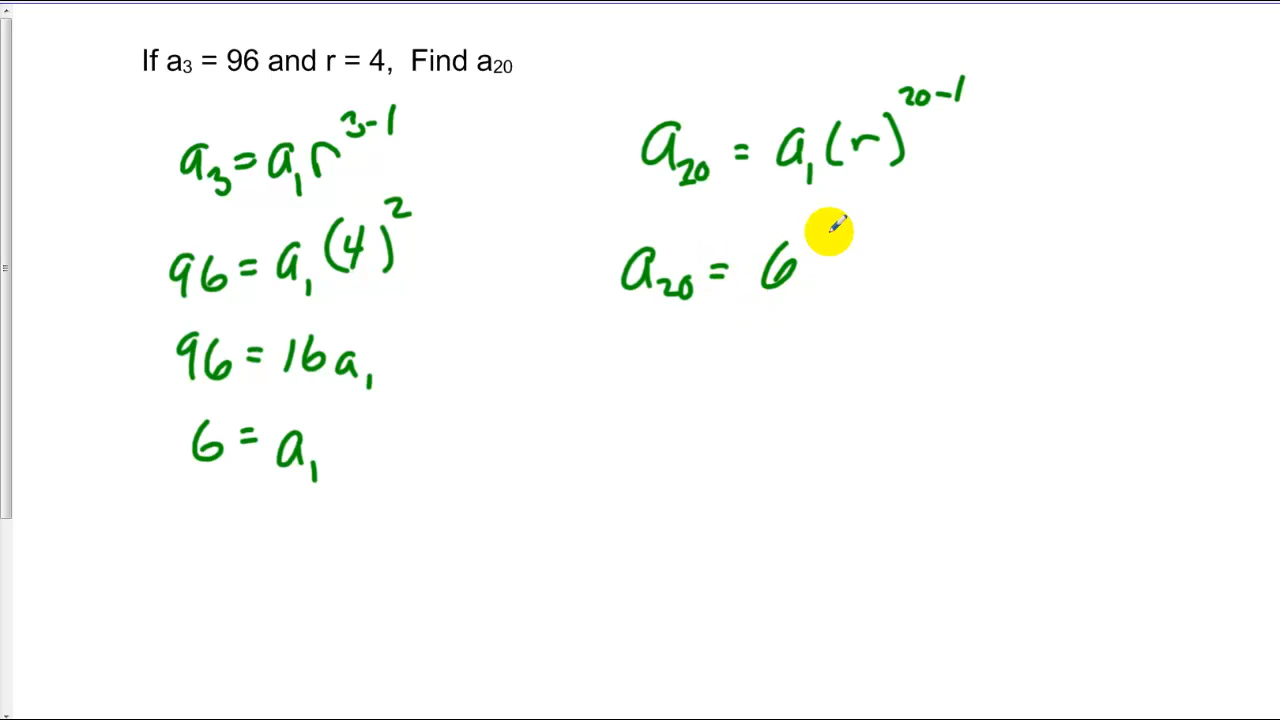 If a₃ = 96 and r = 4, Find a₂₀
a₃ = a₁r³⁻¹
96 = a₁(4)²
96 = 16a₁
6 = a₁
a₂₀ = a₁(r)²⁰⁻¹
a₂₀ = 6